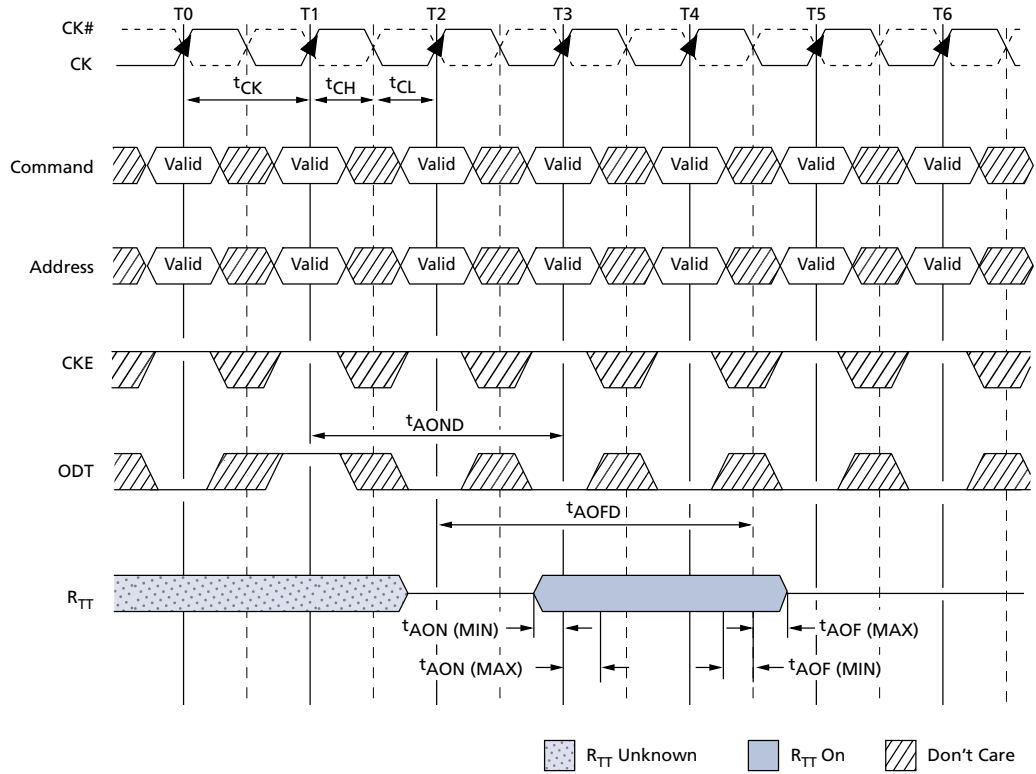 T0 T1 T2 T3 T4 T5 T6
CK#
CK
tCK tCH tCL
Command Valid Valid Valid Valid Valid Valid Valid
Address Valid Valid Valid Valid Valid Valid Valid
CKE
tAOND
ODT
tAOFD
RTT
tAON (MIN) tAOF (MAX)
tAON (MAX) tAOF (MIN)
RTT Unknown RTT On Don't Care